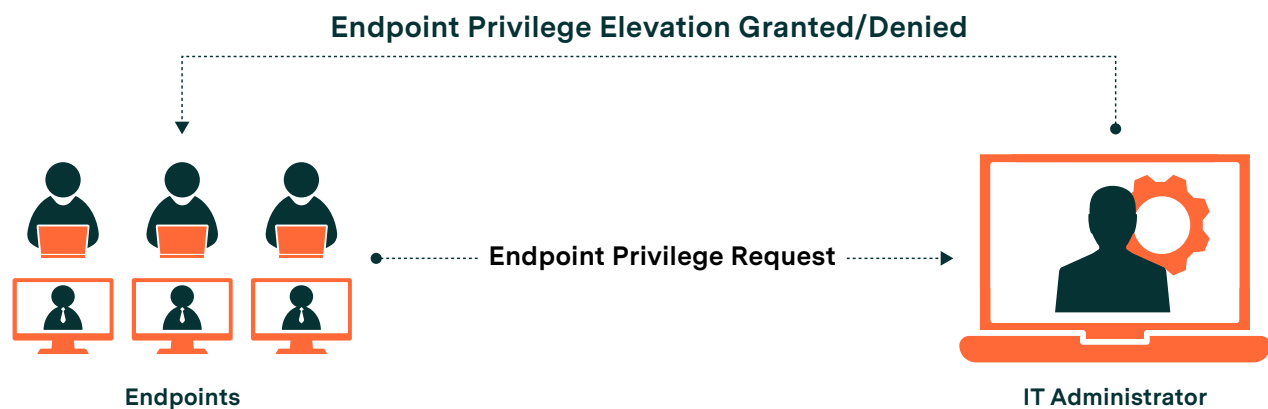 Endpoint Privilege Elevation Granted/Denied
Endpoint Privilege Request
Endpoints
IT Administrator